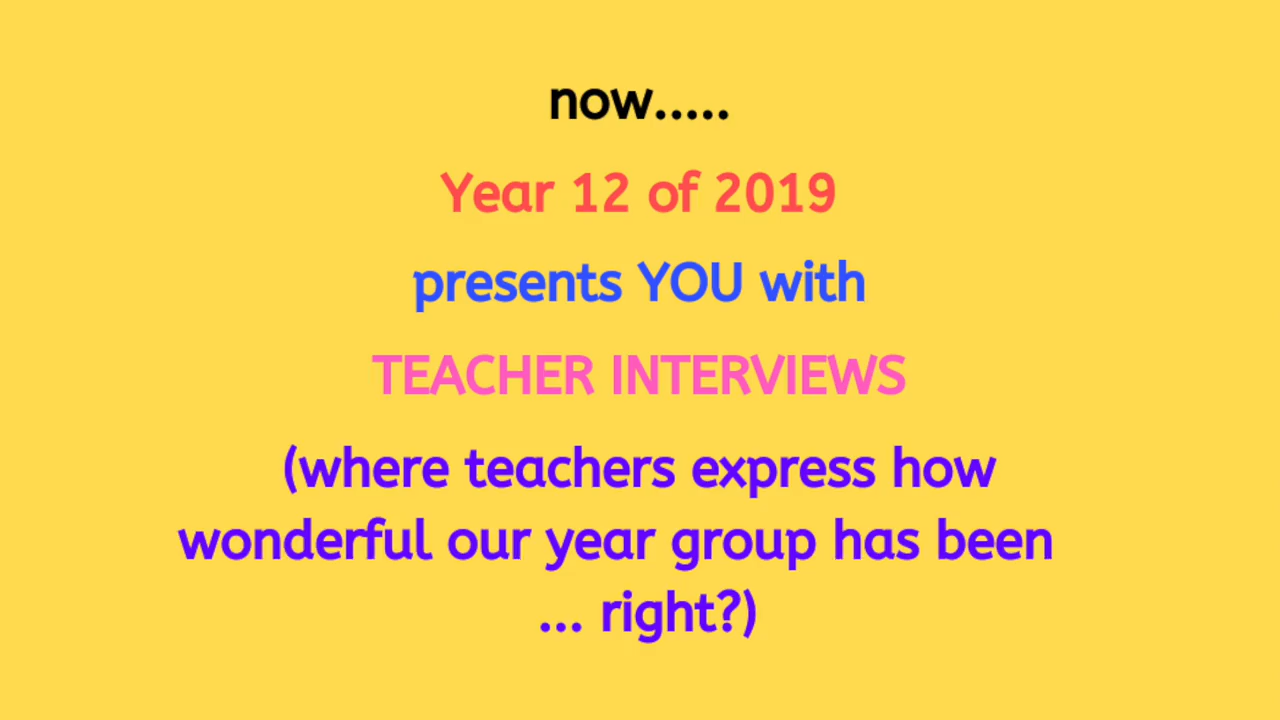 now.....
Year 12 of 2019
presents YOU with
TEACHER INTERVIEWS
(where teachers express how
wonderful our year group has been
... right?)